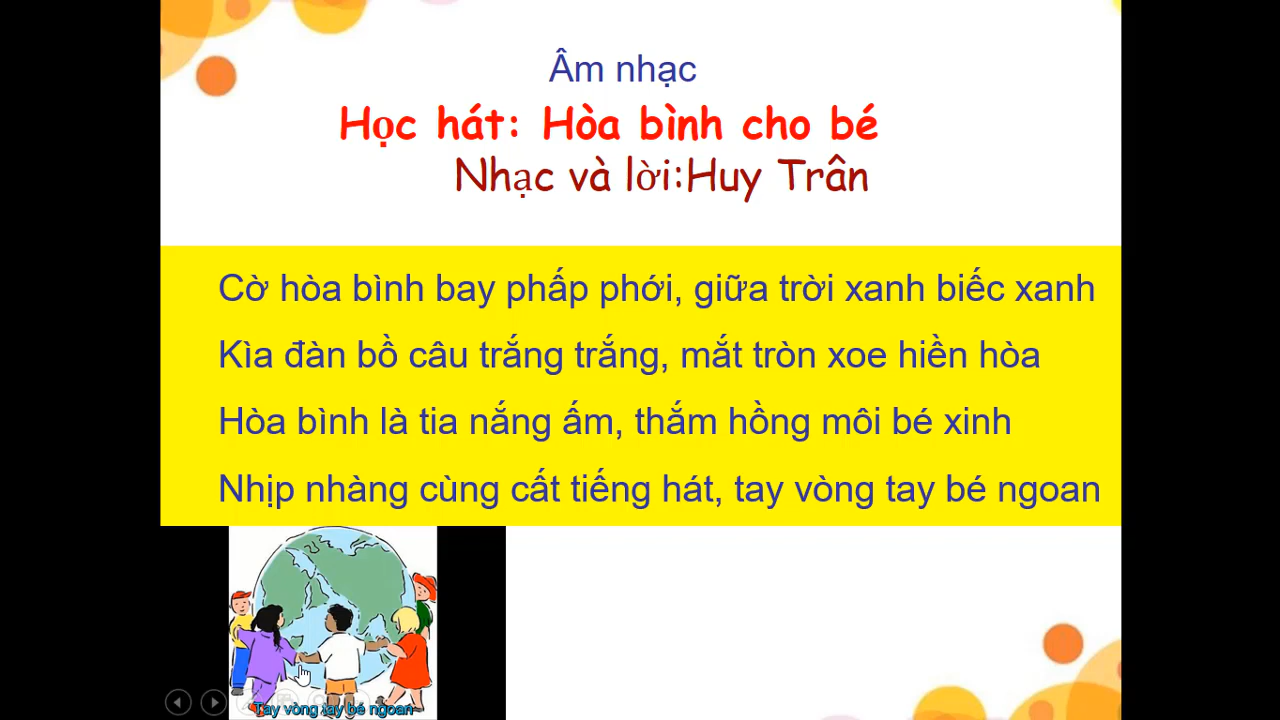 Âm nhạc
Học hát: Hòa bình cho bé
Nhạc và lời:Huy Trân
Cờ hòa bình bay phấp phới, giữa trời xanh biếc xanh
Kìa đàn bồ câu trắng trắng, mắt tròn xoe hiền hòa
Hòa bình là tia nắng ấm, thắm hồng môi bé xinh
Nhịp nhàng cùng cất tiếng hát, tay vòng tay bé ngoan
Tay vòng tay bé ngoan